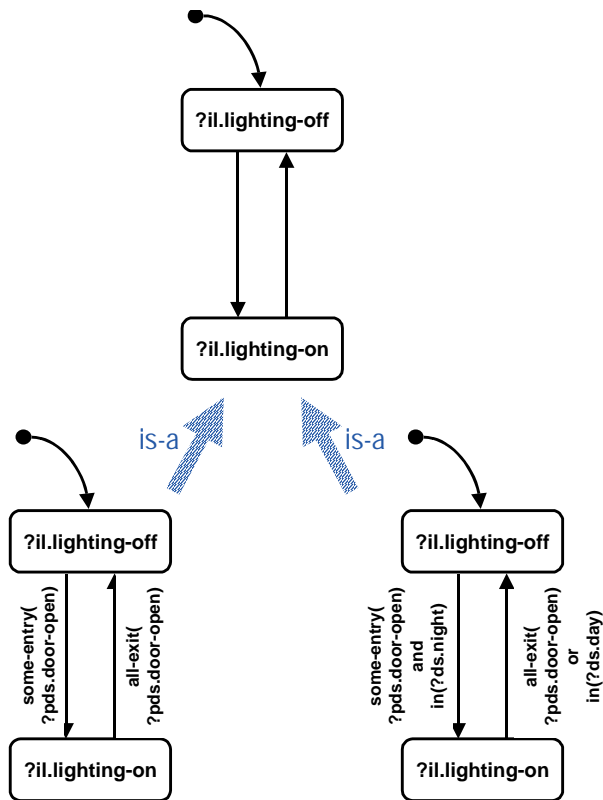 ?il.lighting-off
?il.lighting-on
is-a
is-a
?il.lighting-off
some-entry(
?pds.door-open)
all-exit(
?pds.door-open)
?il.lighting-on
?il.lighting-off
some-entry(
?pds.door-open)
and
in(?ds.night)
all-exit(
?pds.door-open)
or
in(?ds.day)
?il.lighting-on